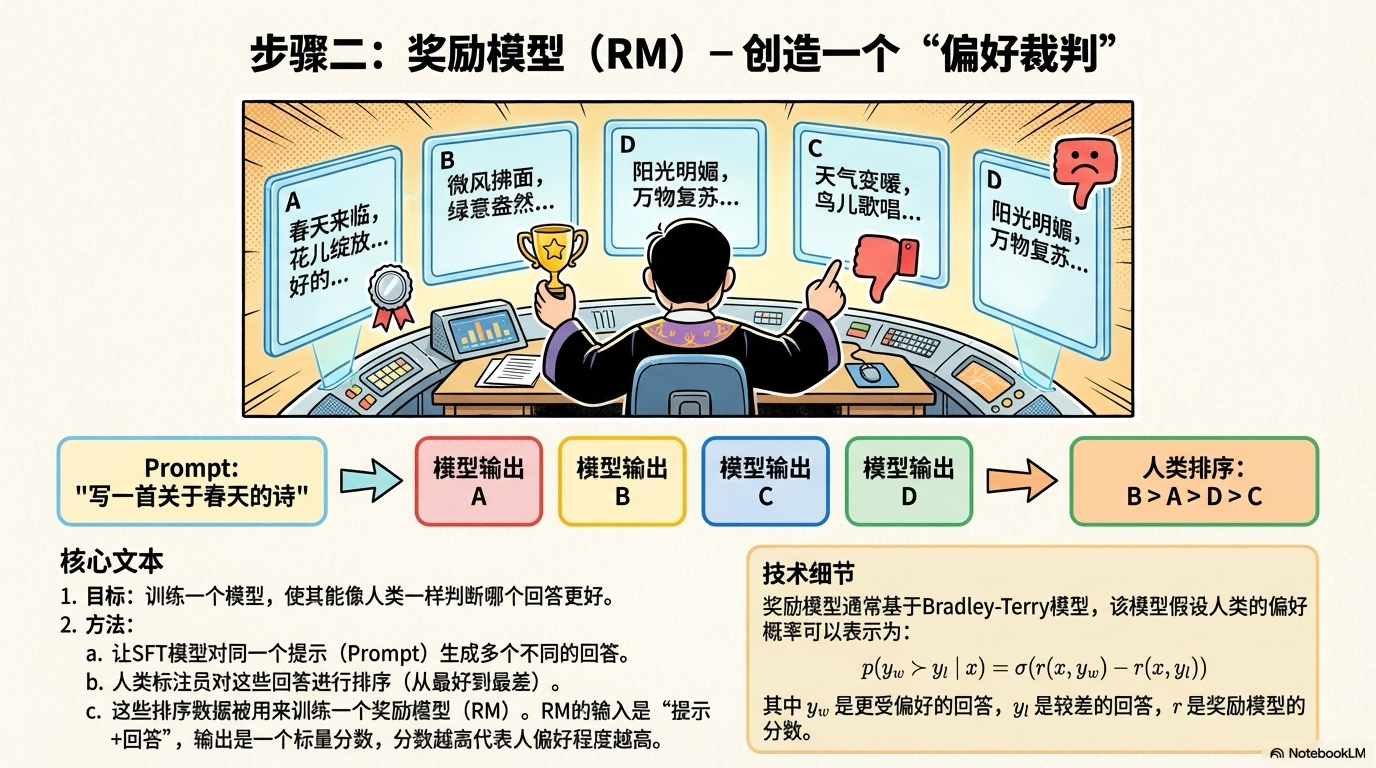 步骤二：奖励模型（RM）– 创造一个“偏好裁判”
A
春天来临，
花儿绽放...
好的...
B
微风拂面，
绿意盎然...
D
阳光明媚，
万物复苏...
C
天气变暖，
鸟儿歌唱...
D
阳光明媚，
万物复苏...
Prompt:
"写一首关于春天的诗"
模型输出
A
模型输出
B
模型输出
C
模型输出
D
人类排序：
B > A > D > C
核心文本
1. 目标：训练一个模型，使其能像人类一样判断哪个回答更好。
2. 方法：
a. 让SFT模型对同一个提示（Prompt）生成多个不同的回答。
b. 人类标注员对这些回答进行排序（从最好到最差）。
c. 这些排序数据被用来训练一个奖励模型（RM）。RM的输入是“提示
+回答”，输出是一个标量分数，分数越高代表人偏好程度越高。
技术细节
奖励模型通常基于Bradley-Terry模型，该模型假设人类的偏好
概率可以表示为：
p(y_w ≻ y_l | x) = σ(r(x, y_w) − r(x, y_l))
其中 y_w 是更受偏好的回答，y_l 是较差的回答，r 是奖励模型的
分数。
NotebookLM